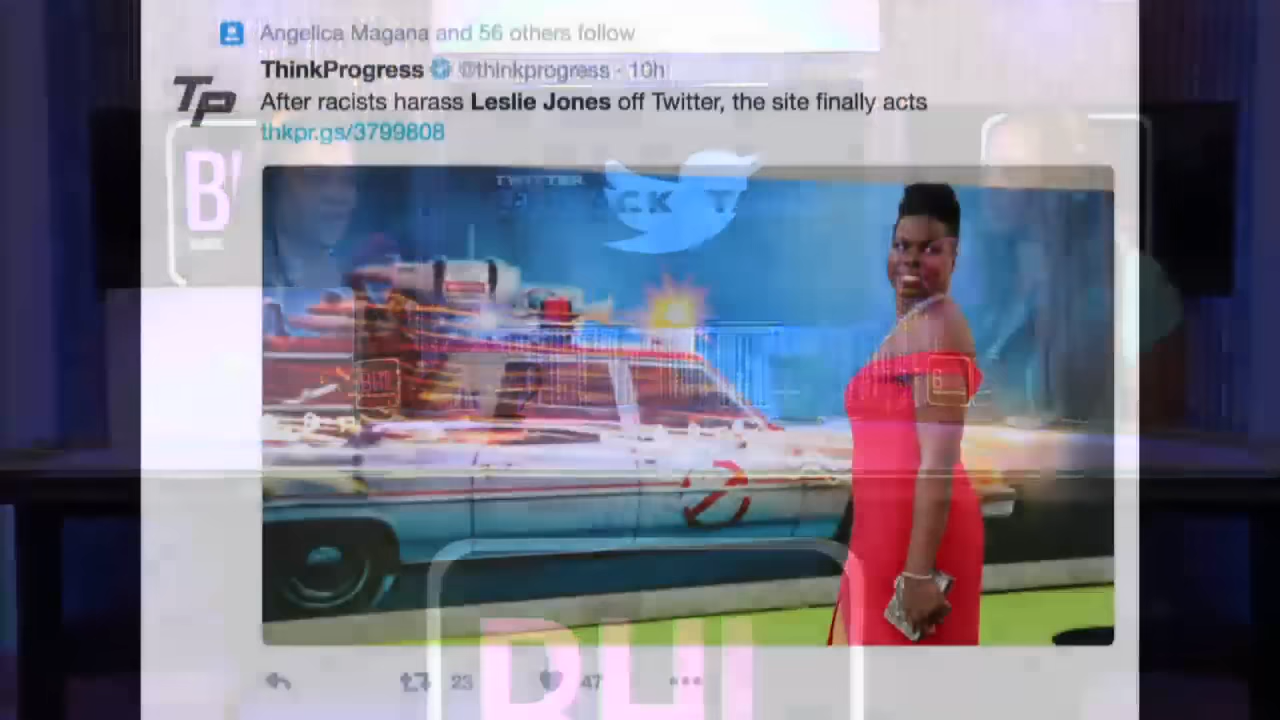 Angelica Magana and 56 others follow
ThinkProgress @thinkprogress · 10h
TP
After racists harass Leslie Jones off Twitter, the site finally acts
thkpr.gs/3799808
TWITTER
23
47